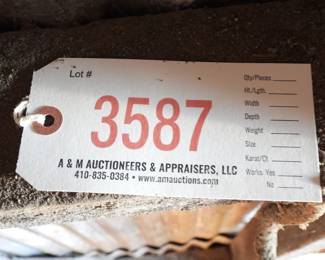 Lot #
3587
A & M AUCTIONEERS & APPRAISERS, LLC
410-835-0384 • www.amauctions.com
Qty/Pieces
Ht./Lgth.
Width
Depth
Weight
Size
Karat/Ct
Works: Yes
No